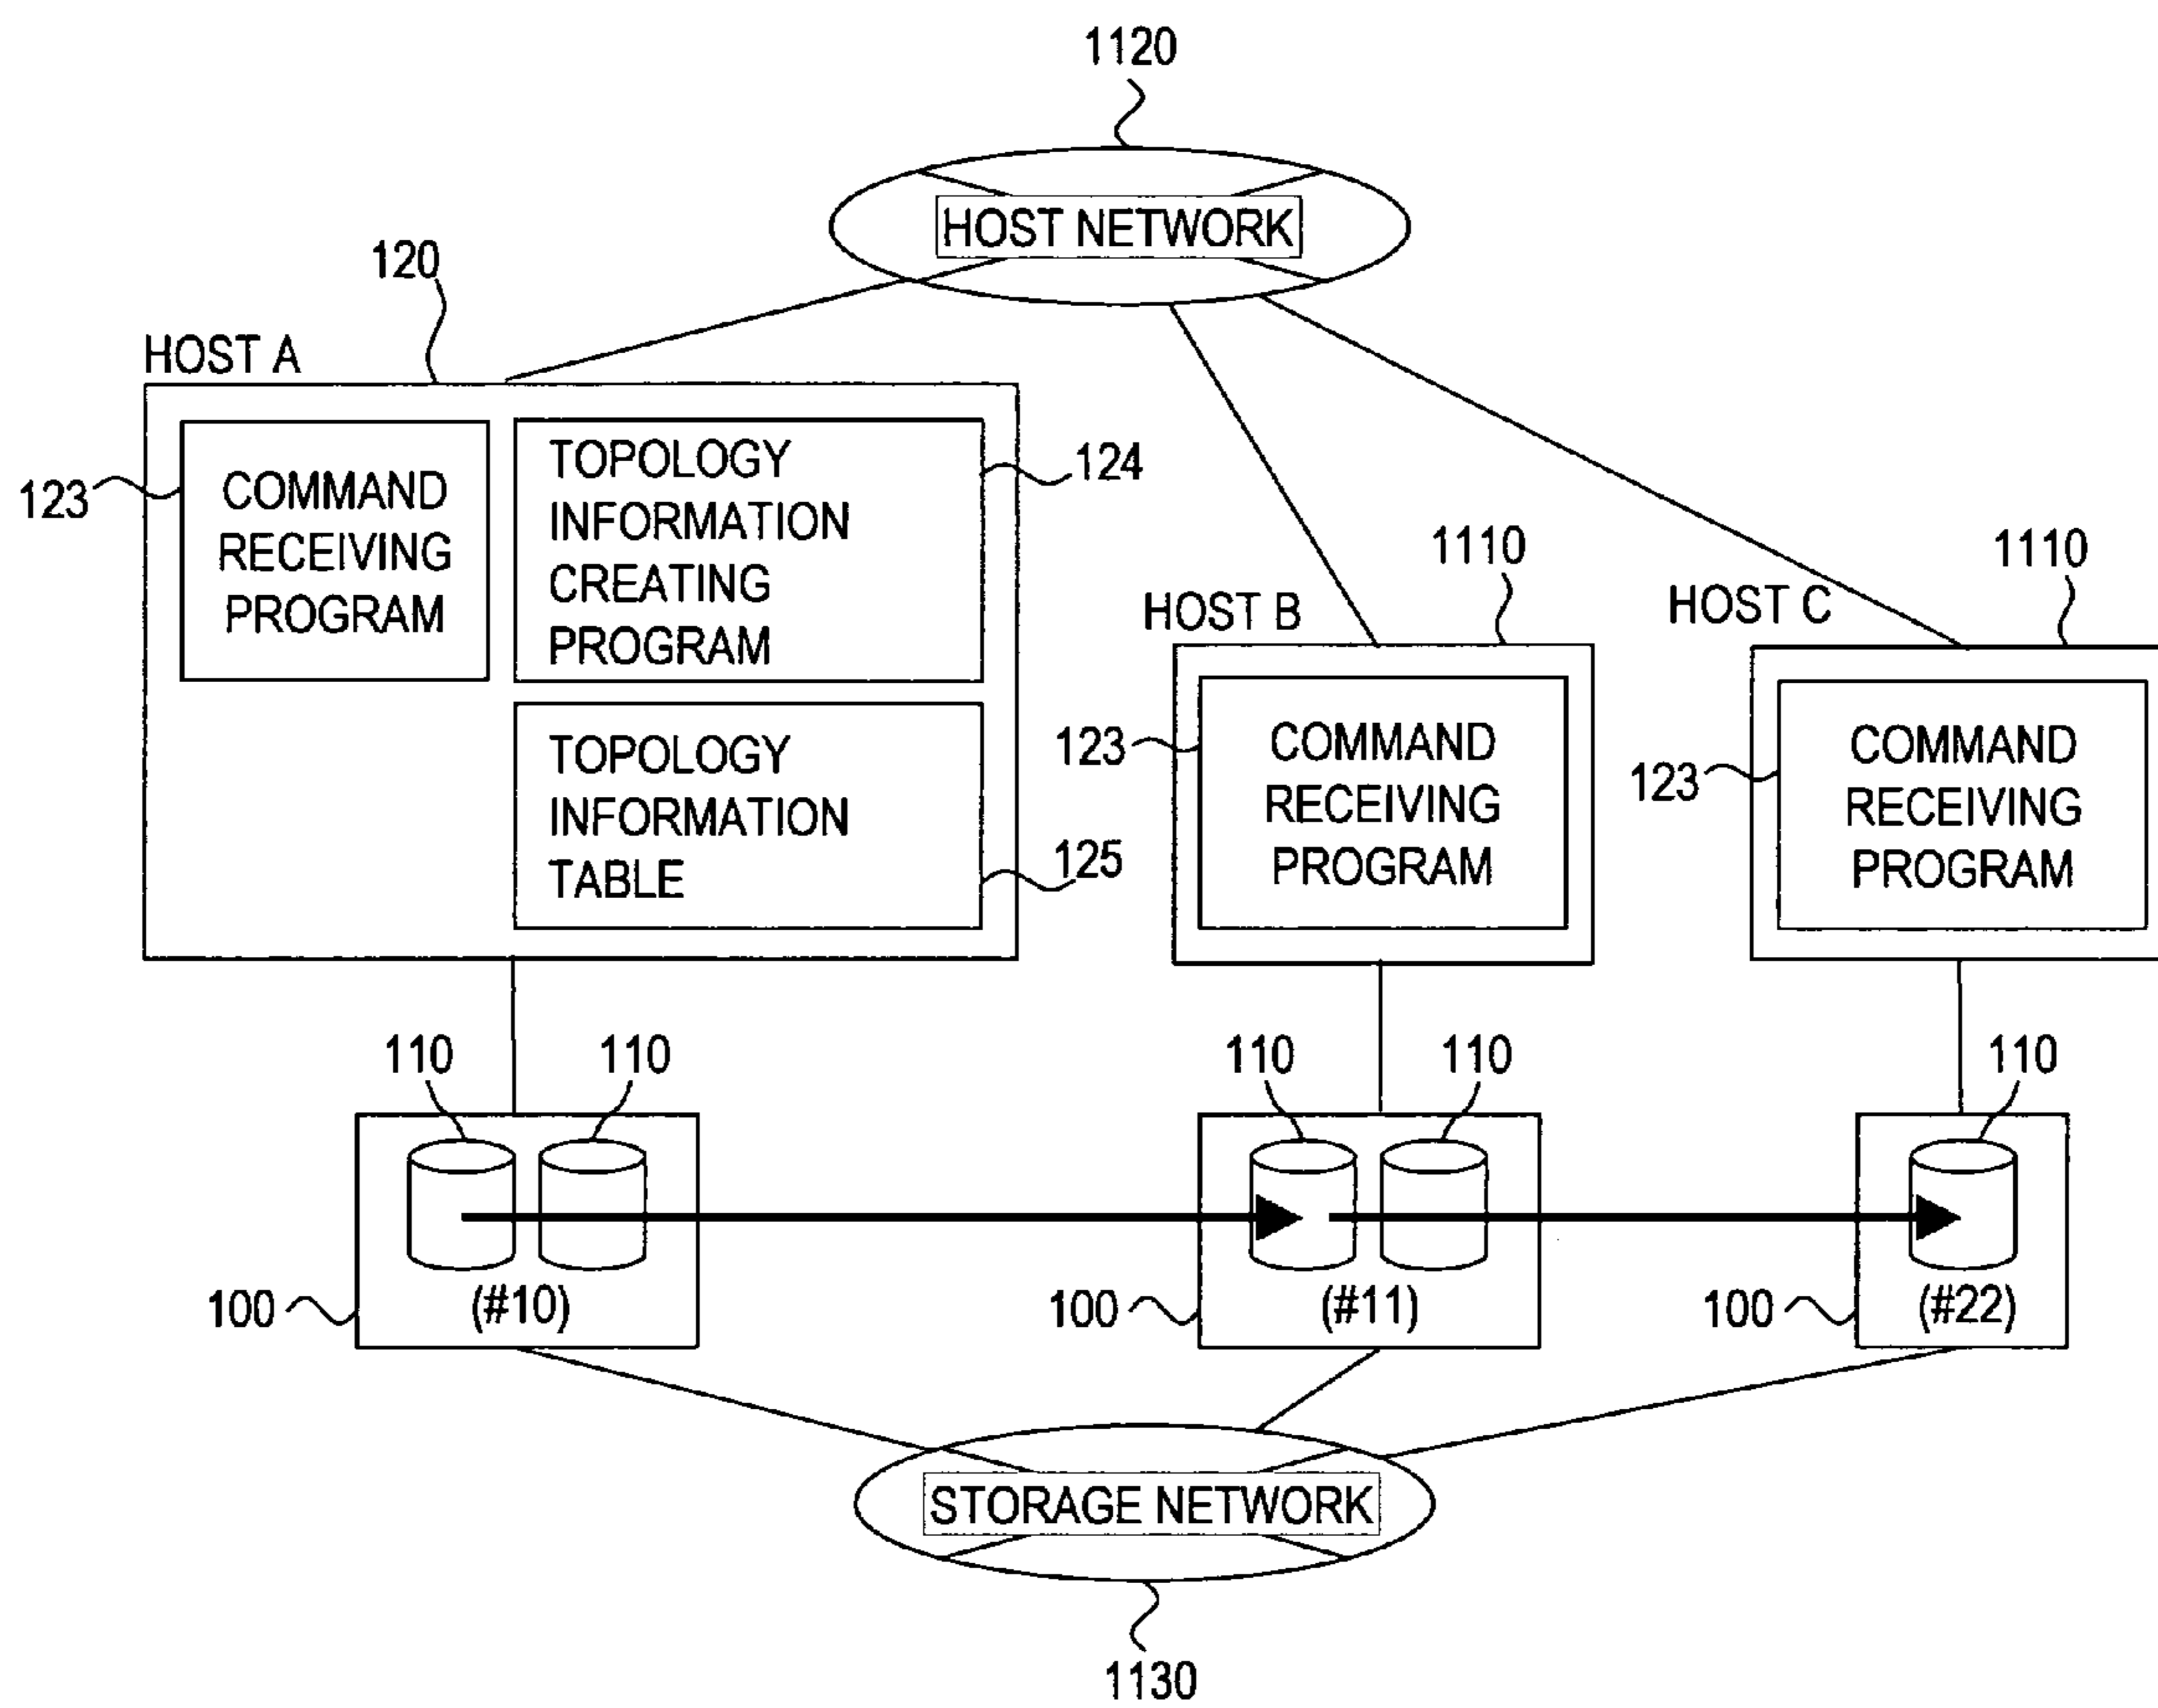 1120
HOST NETWORK
120
HOST A
COMMAND
RECEIVING
PROGRAM
123
TOPOLOGY
INFORMATION
CREATING
PROGRAM
124
TOPOLOGY
INFORMATION
TABLE
125
1110
HOST B
123
COMMAND
RECEIVING
PROGRAM
1110
HOST C
123
COMMAND
RECEIVING
PROGRAM
110
110
110
110
110
100
(#10)
100
(#11)
100
(#22)
STORAGE NETWORK
1130